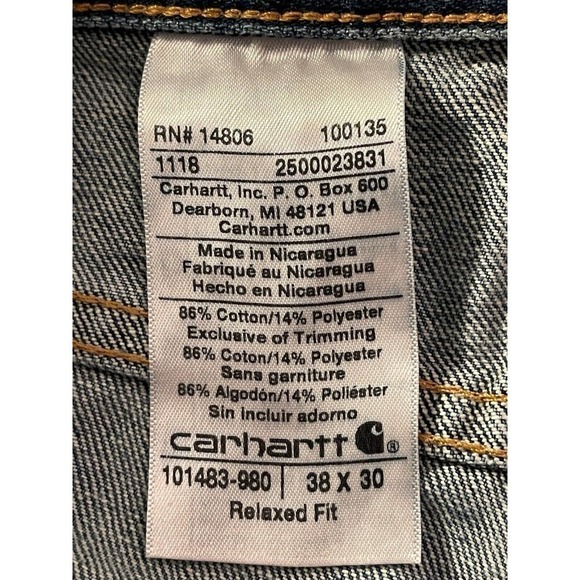 RN# 14806 100135
1118 2500023831
Carhartt, Inc. P. O. Box 600
Dearborn, MI 48121 USA
Carhartt.com
Made in Nicaragua
Fabriqué au Nicaragua
Hecho en Nicaragua
86% Cotton/14% Polyester
Exclusive of Trimming
86% Coton/14% Polyester
Sans garniture
86% Algodón/14% Poliéster
Sin incluir adorno
carhartt ®
101483-980 | 38 X 30
Relaxed Fit